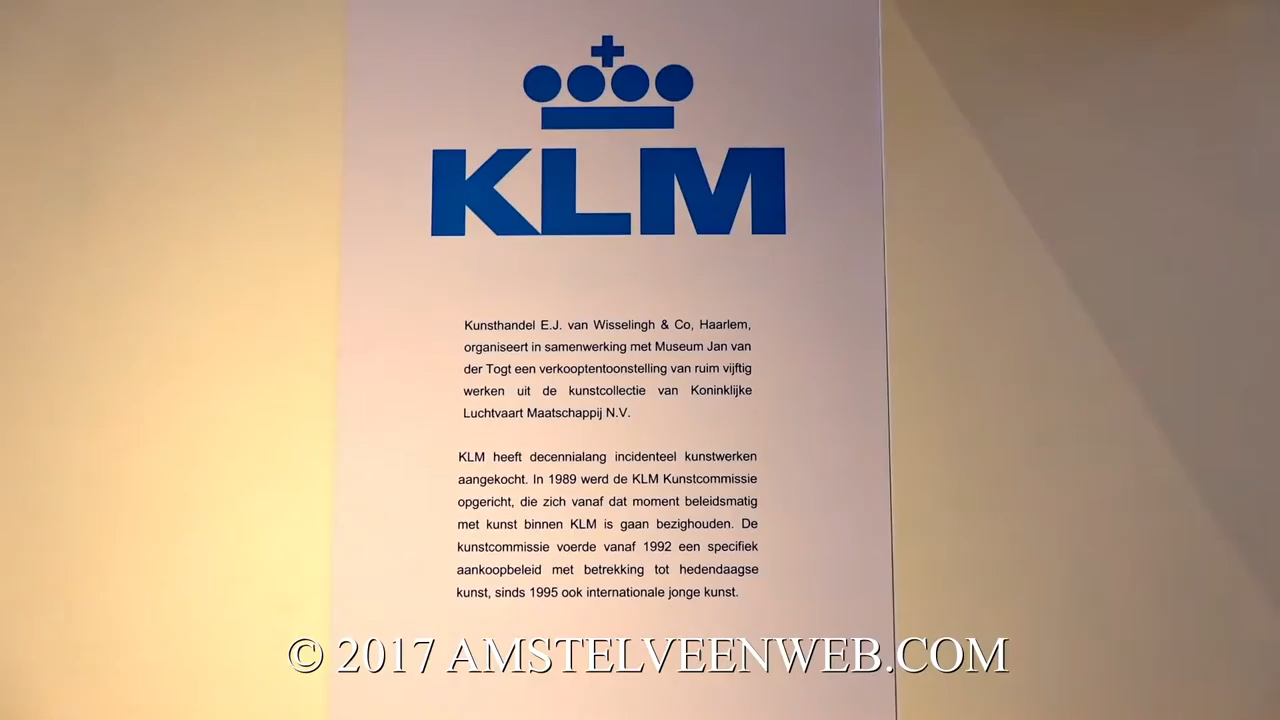 KLM
Kunsthandel E.J. van Wisselingh & Co, Haarlem,
organiseert in samenwerking met Museum Jan van
der Togt een verkooptentoonstelling van ruim vijftig
werken uit de kunstcollectie van Koninklijke
Luchtvaart Maatschappij N.V.
KLM heeft decennialang incidenteel kunstwerken
aangekocht. In 1989 werd de KLM Kunstcommissie
opgericht, die zich vanaf dat moment beleidsmatig
met kunst binnen KLM is gaan bezighouden. De
kunstcommissie voerde vanaf 1992 een specifiek
aankoopbeleid met betrekking tot hedendaagse
kunst, sinds 1995 ook internationale jonge kunst.
© 2017 AMSTELVEENWEB.COM